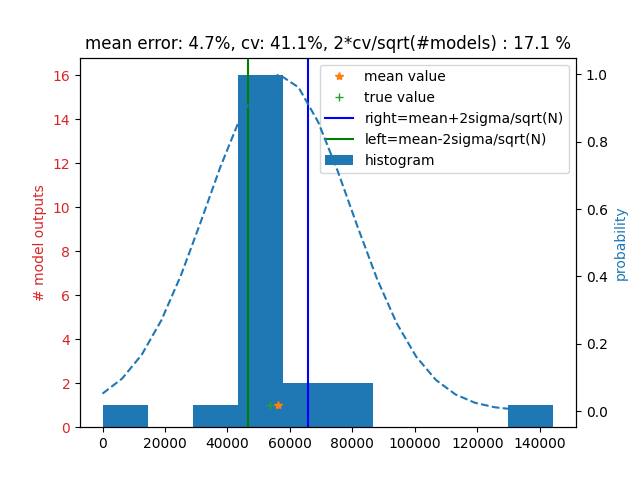 mean error: 4.7%, cv: 41.1%, 2*cv/sqrt(#models) : 17.1 %
mean value
true value
right=mean+2sigma/sqrt(N)
left=mean-2sigma/sqrt(N)
histogram
# model outputs
16
14
12
10
8
6
4
2
0
1.0
0.8
0.6
0.4
0.2
0.0
probability
0
20000
40000
60000
80000
100000
120000
140000